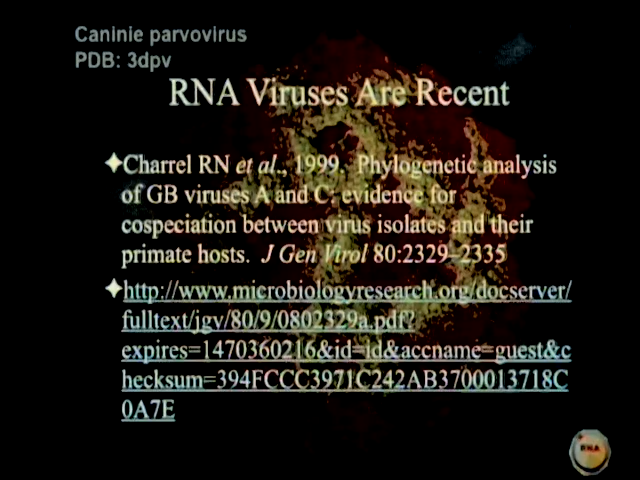 Caninie parvovirus
PDB: 3dpv
RNA Viruses Are Recent
Charrel RN et al., 1999. Phylogenetic analysis
of GB viruses A and C: evidence for
cospeciation between virus isolates and their
primate hosts. J Gen Virol 80:2329–2335
http://www.microbiologyresearch.org/docserver/
fulltext/jgv/80/9/0802329a.pdf?
expires=1470360216&id=id&accname=guest&c
hecksum=394FCCC3971C242AB3700013718C
0A7E
RNA